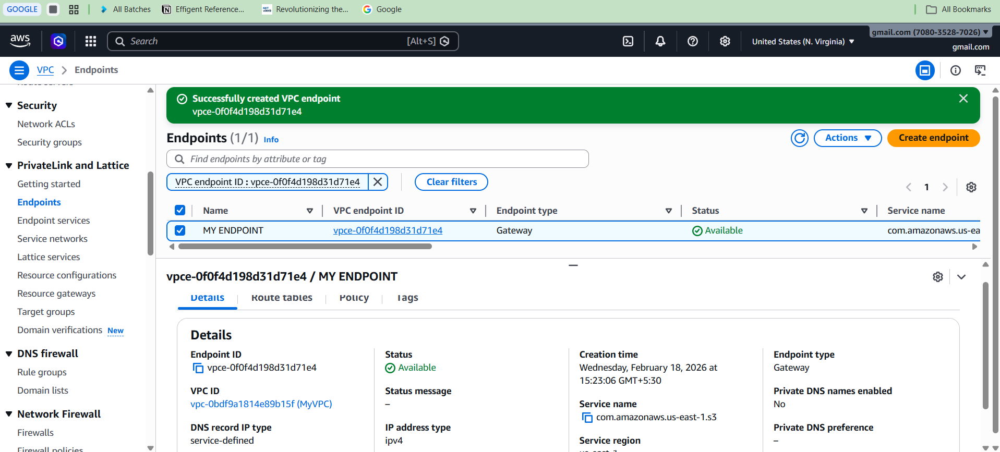 GOOGLE
All Batches
Effigent Reference...
NXT WAVE
Revolutionizing the...
Google
All Bookmarks
aws
Search
[Alt+S]
United States (N. Virginia)
gmail.com (7080-3528-7026)
gmail.com
VPC
Endpoints
Security
Network ACLs
Security groups
PrivateLink and Lattice
Getting started
Endpoints
Endpoint services
Service networks
Lattice services
Resource configurations
Resource gateways
Target groups
Domain verifications New
DNS firewall
Rule groups
Domain lists
Network Firewall
Firewalls
Firewall policies
Successfully created VPC endpoint
vpce-0f0f4d198d31d71e4
Endpoints (1/1) Info
Actions
Create endpoint
Find endpoints by attribute or tag
VPC endpoint ID : vpce-0f0f4d198d31d71e4
Clear filters
1
Name
VPC endpoint ID
Endpoint type
Status
Service name
MY ENDPOINT
vpce-0f0f4d198d31d71e4
Gateway
Available
com.amazonaws.us-ea
vpce-0f0f4d198d31d71e4 / MY ENDPOINT
Details
Route tables
Policy
Tags
Details
Endpoint ID
vpce-0f0f4d198d31d71e4
VPC ID
vpc-0bdf9a1814e89b15f (MyVPC)
DNS record IP type
service-defined
Status
Available
Status message
–
IP address type
ipv4
Creation time
Wednesday, February 18, 2026 at
15:23:06 GMT+5:30
Service name
com.amazonaws.us-east-1.s3
Service region
Endpoint type
Gateway
Private DNS names enabled
No
Private DNS preference
–